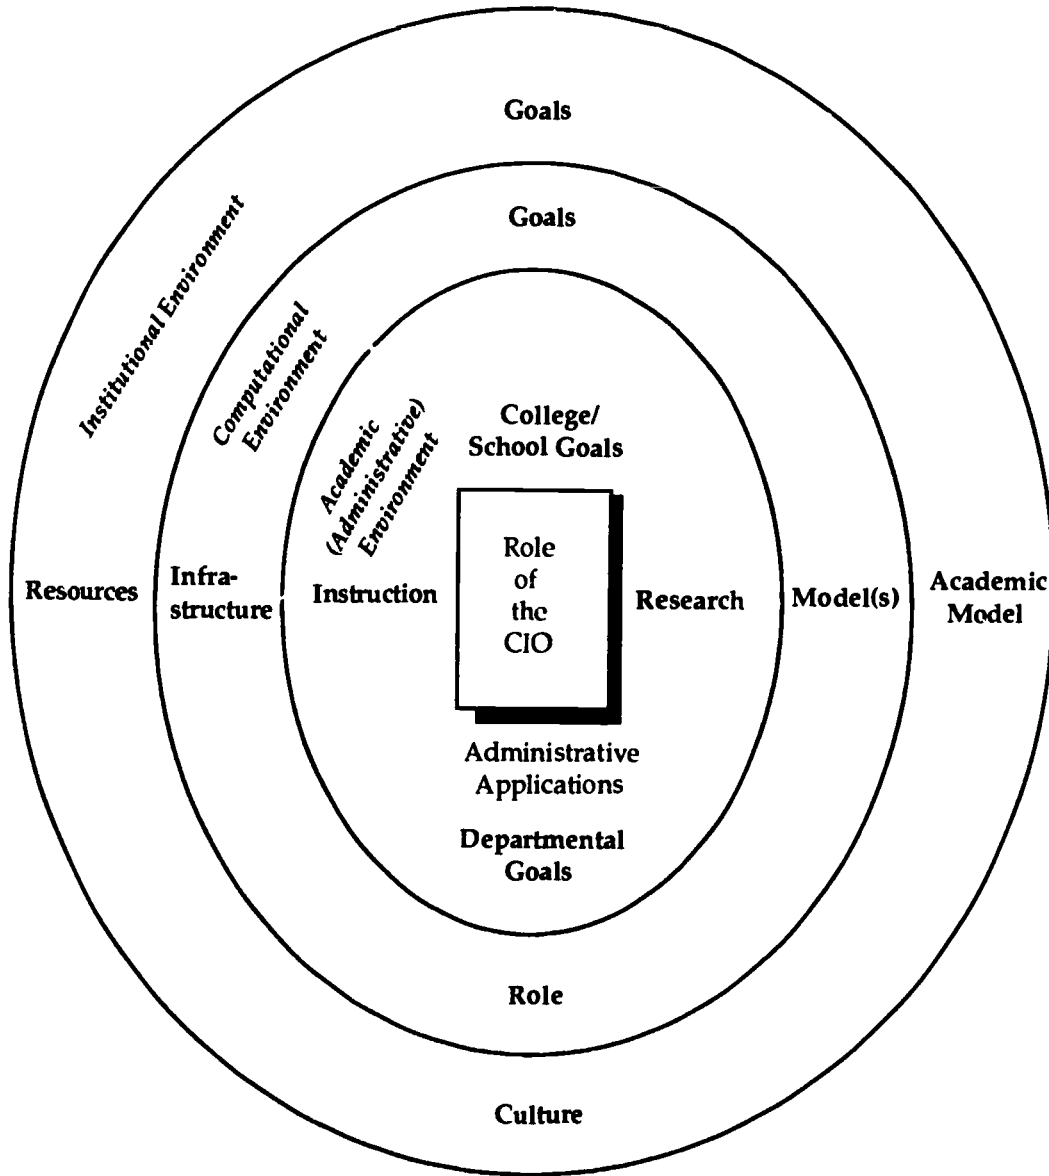 Goals
Goals
Institutional Environment
Computational
Environment
Academic
(Administrative)
Environment
College/
School Goals
Resources
Infra-
structure
Instruction
Role
of
the
CIO
Research
Model(s)
Academic
Model
Administrative
Applications
Departmental
Goals
Role
Culture